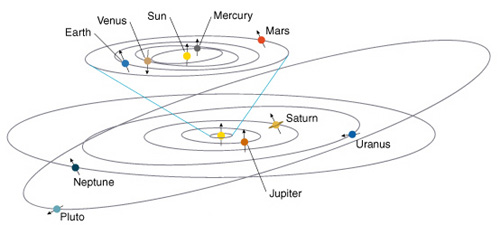 Sun
Mercury
Venus
Mars
Earth
Saturn
Uranus
Neptune
Jupiter
Pluto